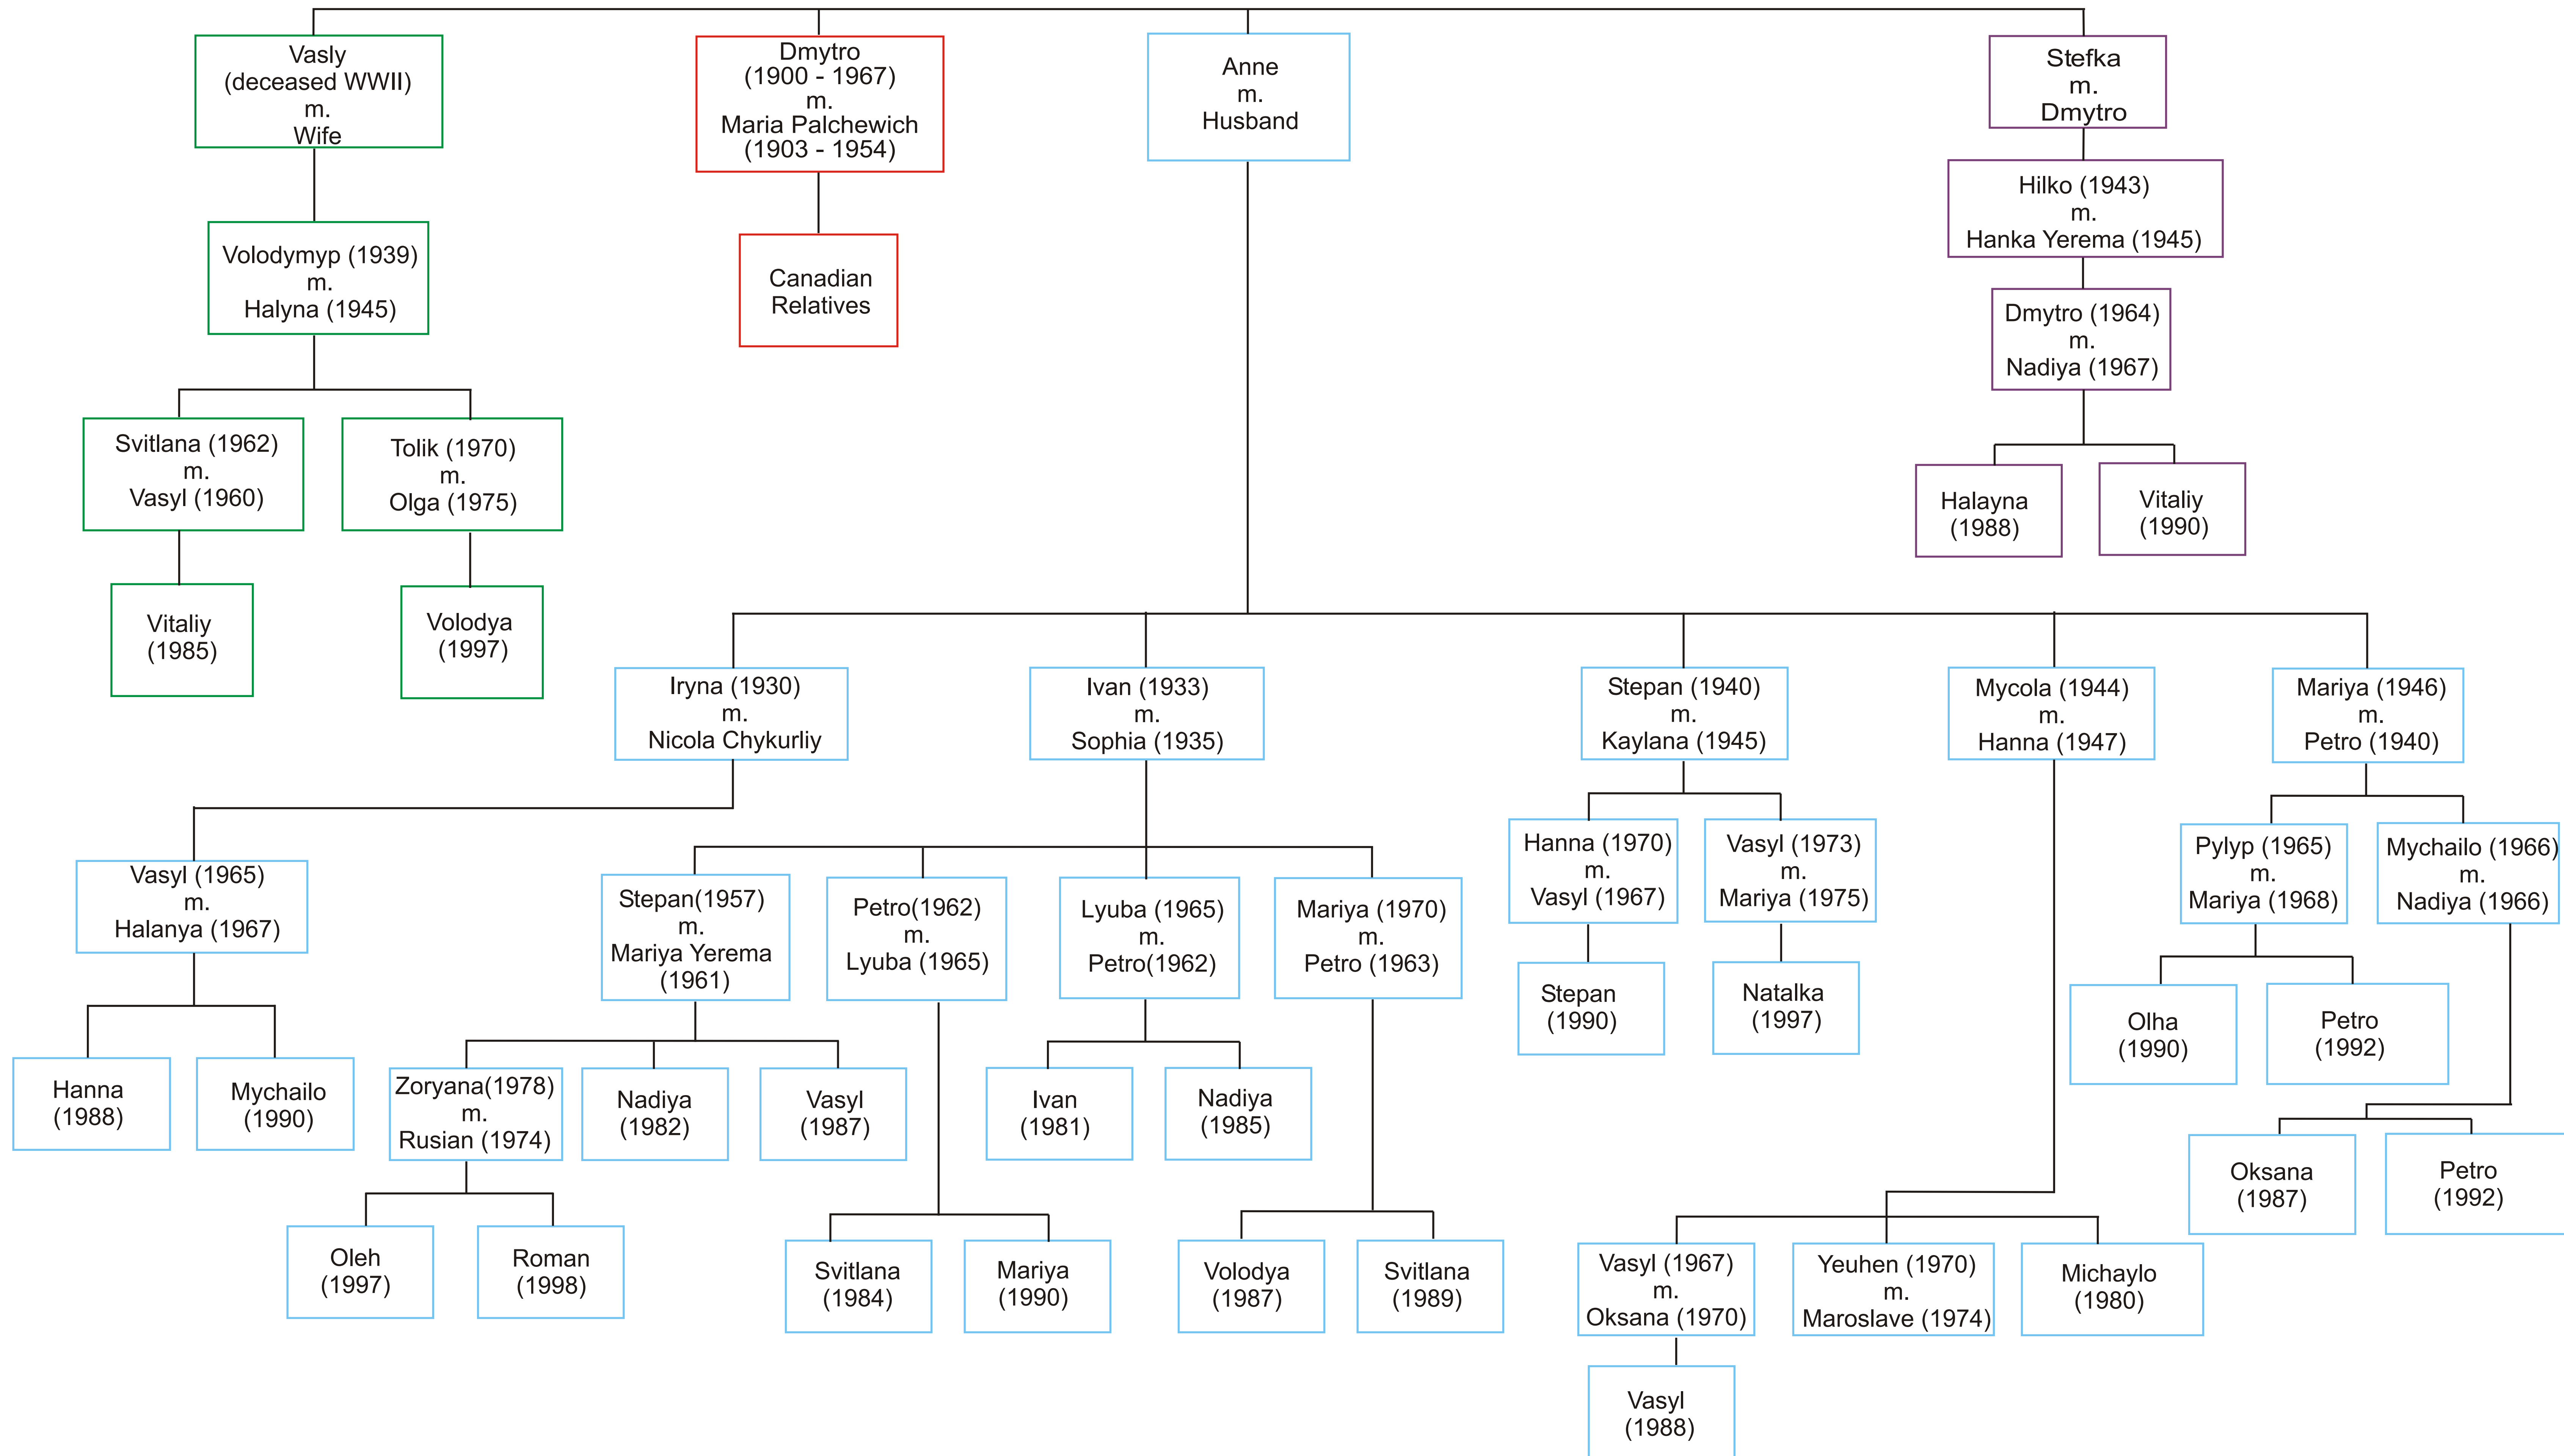 Vasly
(deceased WWII)
m.
Wife
Dmytro
(1900 - 1967)
m.
Maria Palchewich
(1903 - 1954)
Anne
m.
Husband
Stefka
m.
Dmytro
Volodymyp (1939)
m.
Halyna (1945)
Canadian
Relatives
Hilko (1943)
m.
Hanka Yerema (1945)
Dmytro (1964)
m.
Nadiya (1967)
Svitlana (1962)
m.
Vasyl (1960)
Tolik (1970)
m.
Olga (1975)
Halayna
(1988)
Vitaliy
(1990)
Vitaliy
(1985)
Volodya
(1997)
Iryna (1930)
m.
Nicola Chykurliy
Ivan (1933)
m.
Sophia (1935)
Stepan (1940)
m.
Kaylana (1945)
Mycola (1944)
m.
Hanna (1947)
Mariya (1946)
m.
Petro (1940)
Vasyl (1965)
m.
Halanya (1967)
Stepan(1957)
m.
Mariya Yerema
(1961)
Petro(1962)
m.
Lyuba (1965)
Lyuba (1965)
m.
Petro(1962)
Mariya (1970)
m.
Petro (1963)
Hanna (1970)
m.
Vasyl (1967)
Vasyl (1973)
m.
Mariya (1975)
Pylyp (1965)
m.
Mariya (1968)
Mychailo (1966)
m.
Nadiya (1966)
Stepan
(1990)
Natalka
(1997)
Olha
(1990)
Petro
(1992)
Hanna
(1988)
Mychailo
(1990)
Zoryana(1978)
m.
Rusian (1974)
Nadiya
(1982)
Vasyl
(1987)
Ivan
(1981)
Nadiya
(1985)
Oksana
(1987)
Petro
(1992)
Oleh
(1997)
Roman
(1998)
Svitlana
(1984)
Mariya
(1990)
Volodya
(1987)
Svitlana
(1989)
Vasyl (1967)
m.
Oksana (1970)
Yeuhen (1970)
m.
Maroslave (1974)
Michaylo
(1980)
Vasyl
(1988)